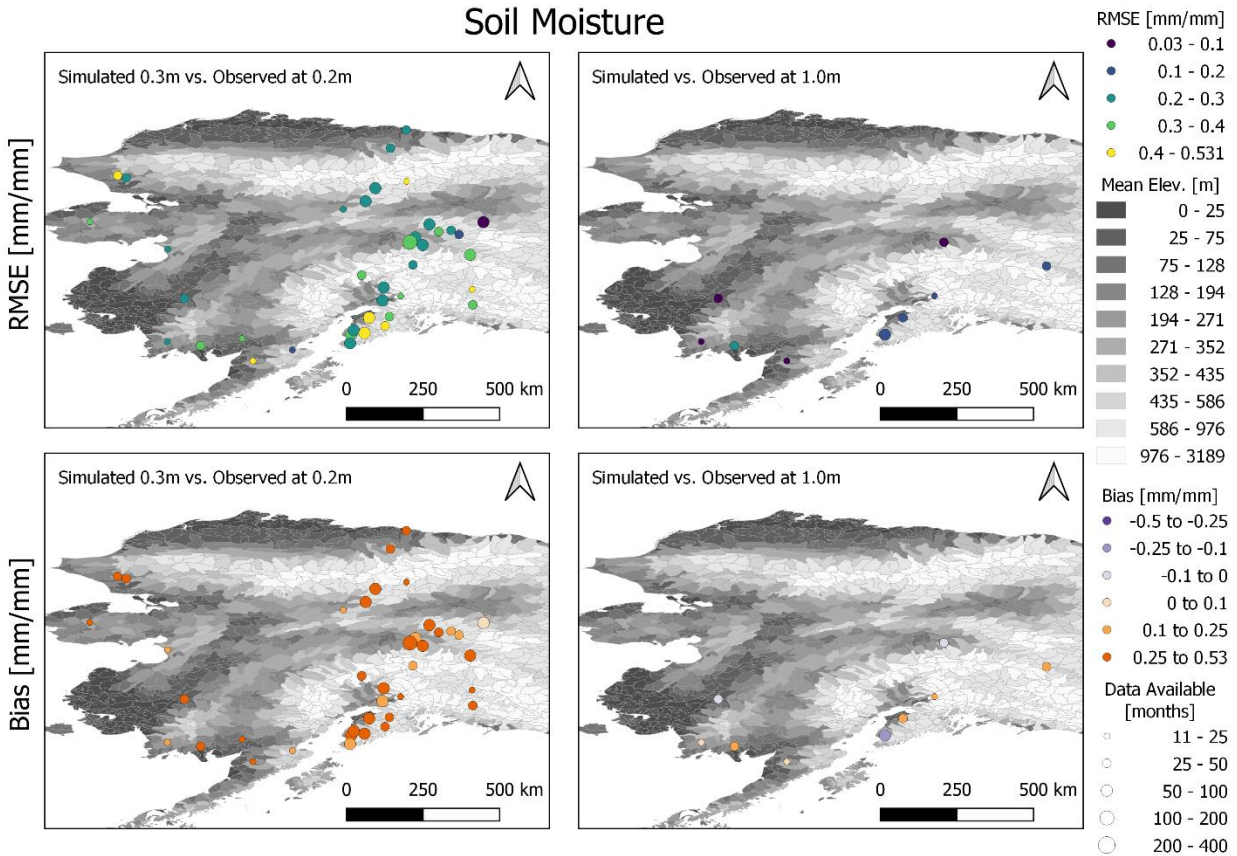 Soil Moisture
RMSE [mm/mm]
Simulated 0.3m vs. Observed at 0.2m
0 250 500 km
Simulated vs. Observed at 1.0m
0 250 500 km
Bias [mm/mm]
Simulated 0.3m vs. Observed at 0.2m
0 250 500 km
Simulated vs. Observed at 1.0m
0 250 500 km
RMSE [mm/mm]
0.03 - 0.1
0.1 - 0.2
0.2 - 0.3
0.3 - 0.4
0.4 - 0.531
Mean Elev. [m]
0 - 25
25 - 75
75 - 128
128 - 194
194 - 271
271 - 352
352 - 435
435 - 586
586 - 976
976 - 3189
Bias [mm/mm]
-0.5 to -0.25
-0.25 to -0.1
-0.1 to 0
0 to 0.1
0.1 to 0.25
0.25 to 0.53
Data Available
[months]
11 - 25
25 - 50
50 - 100
100 - 200
200 - 400